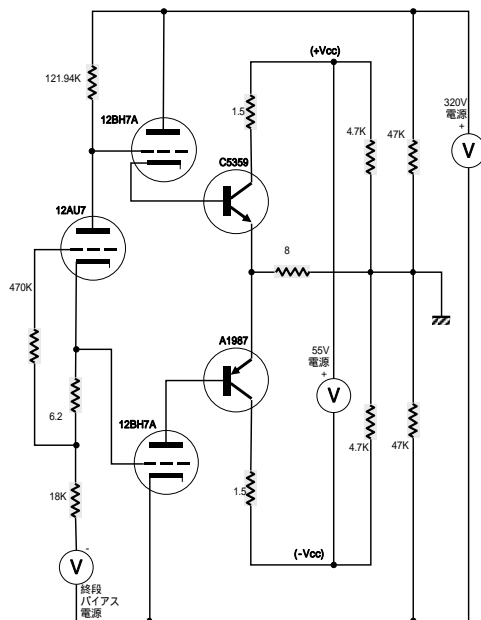 (+Vcc)
121.94K
1.5
320V
電源
+
12BH7A
4.7K
47K
V
C5359
12AU7
8
470K
A1987
55V
電源
+
V
6.2
12BH7A
4.7K
47K
18K
1.5
(-Vcc)
-
V
終段
バイアス
電源